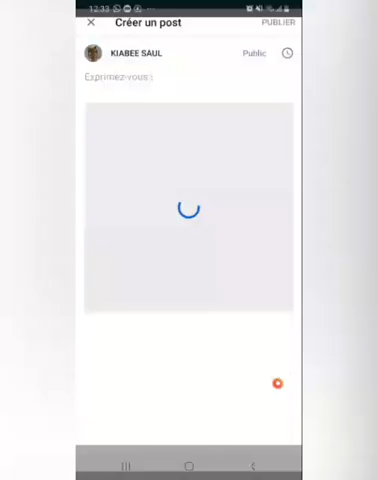 12:33
Créer un post
PUBLIER
KIABEE SAUL
Public
Exprimez-vous :